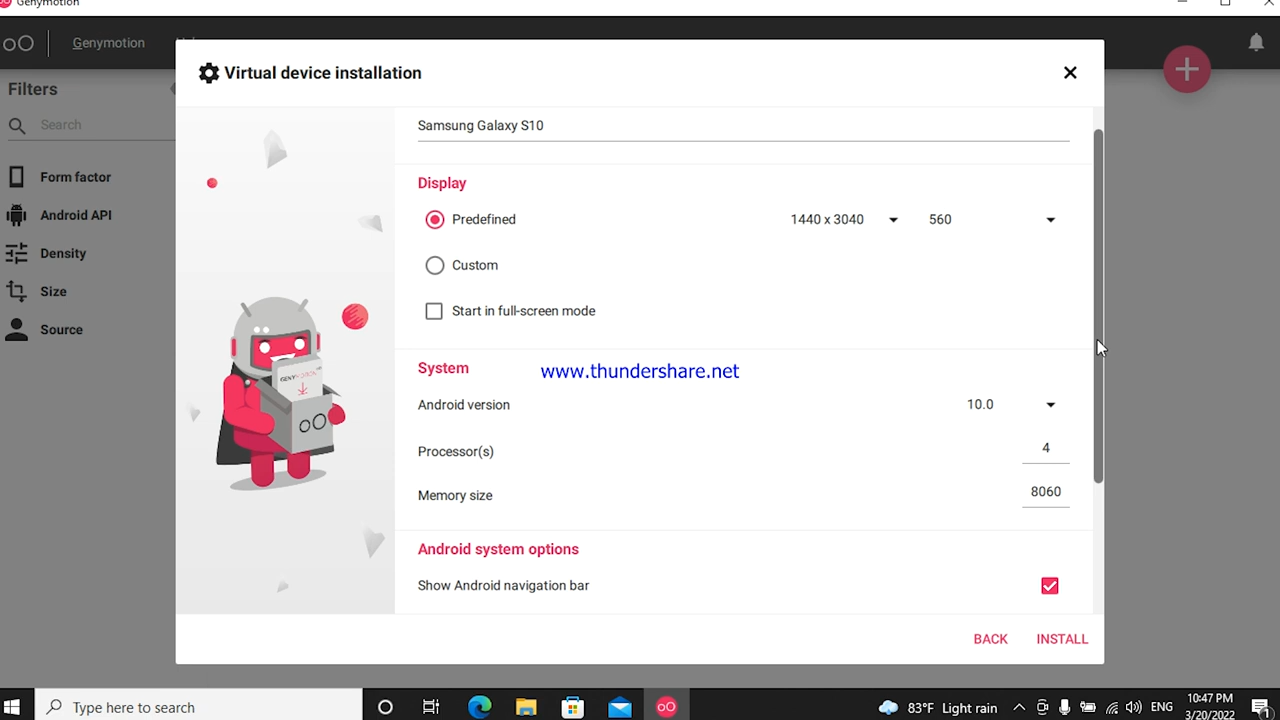 Genymotion
Genymotion
Virtual device installation
Filters
Search
Samsung Galaxy S10
Form factor
Android API
Density
Size
Source
Display
Predefined 1440 x 3040 560
Custom
Start in full-screen mode
System
www.thundershare.net
Android version 10.0
Processor(s) 4
Memory size 8060
Android system options
Show Android navigation bar
BACK INSTALL
Type here to search
83°F Light rain
ENG
10:47 PM
3/20/2022
1